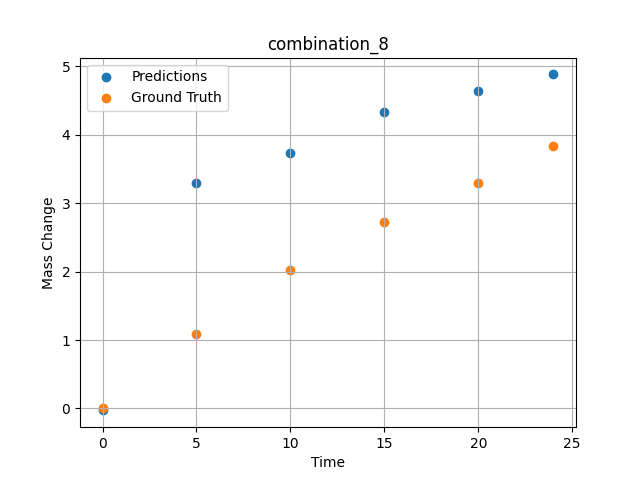 combination_8
Predictions
Ground Truth
Mass Change
5
4
3
2
1
0
0 5 10 15 20 25
Time